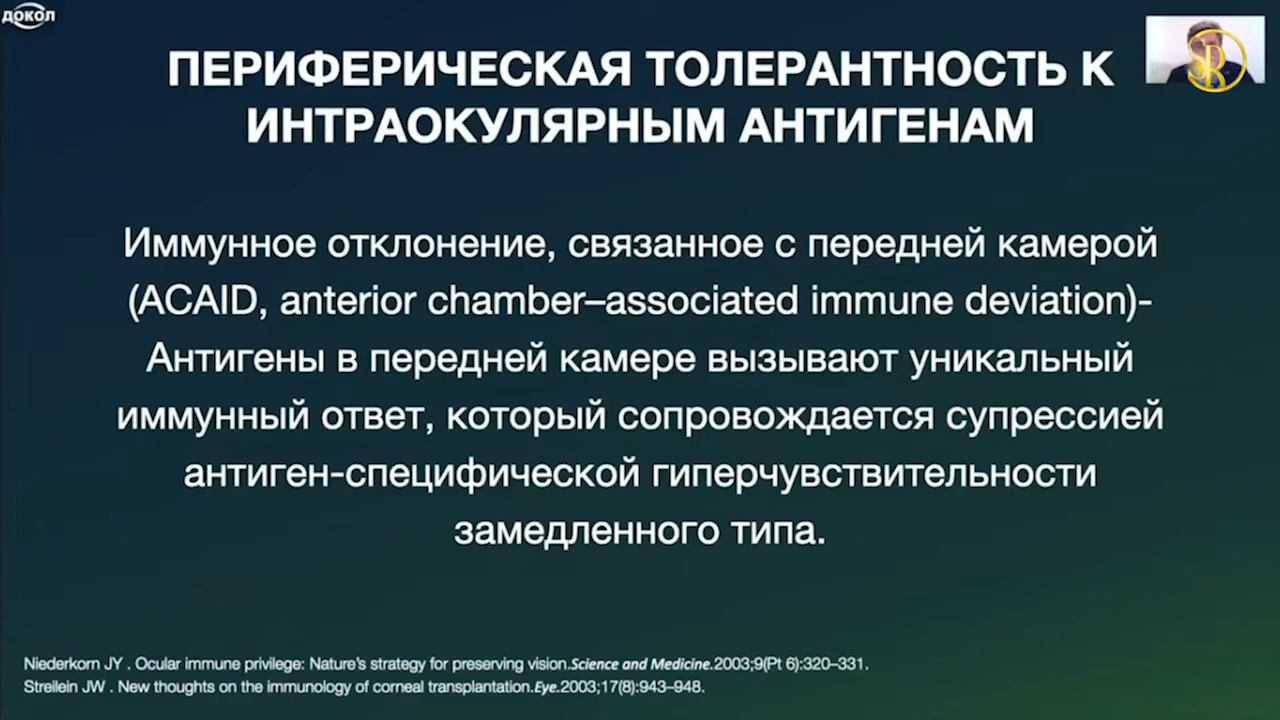 ДОКОЛ
ПЕРИФЕРИЧЕСКАЯ ТОЛЕРАНТНОСТЬ К
ИНТРАОКУЛЯРНЫМ АНТИГЕНАМ
Иммунное отклонение, связанное с передней камерой
(ACAID, anterior chamber–associated immune deviation)-
Антигены в передней камере вызывают уникальный
иммунный ответ, который сопровождается супрессией
антиген-специфической гиперчувствительности
замедленного типа.
Niederkorn JY . Ocular immune privilege: Nature’s strategy for preserving vision.Science and Medicine.2003;9(Pt 6):320–331.
Streilein JW . New thoughts on the immunology of corneal transplantation.Eye.2003;17(8):943–948.